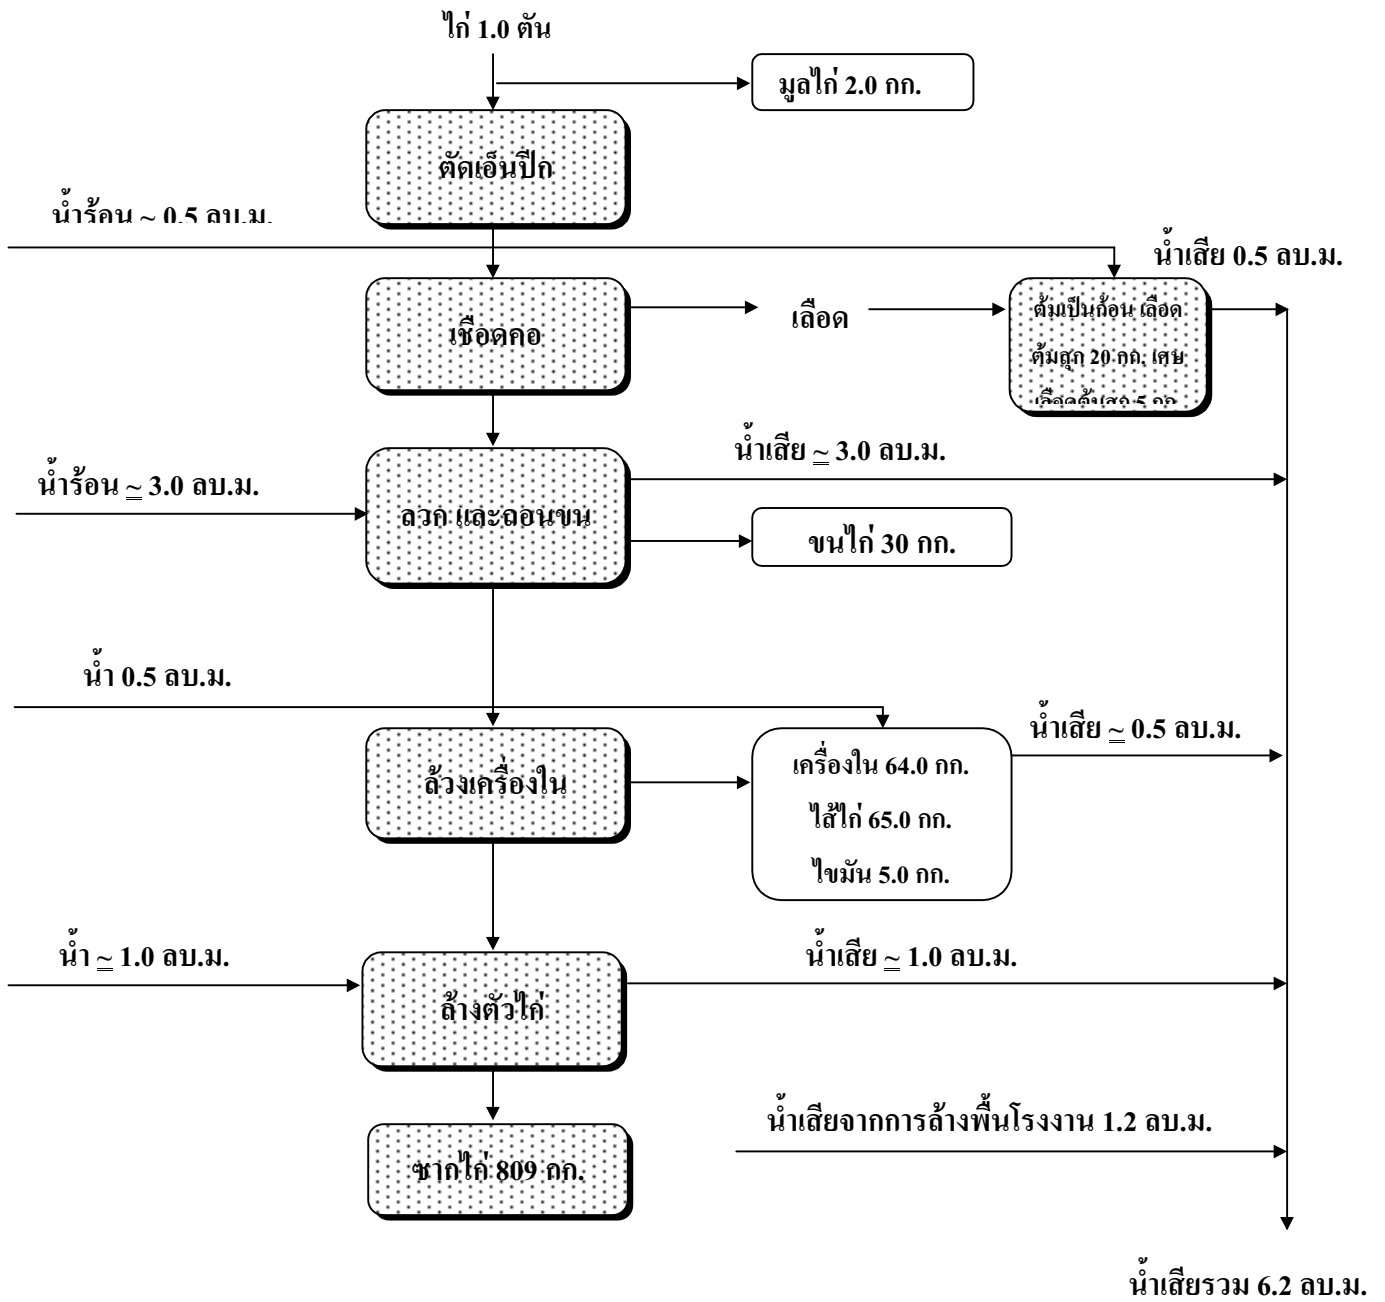 ไก่ 1.0 ตัน
มูลไก่ 2.0 กก.
ตัดเอ็นปีก
น้ำร้อน ~ 0.5 ลบ.ม.
น้ำเสีย 0.5 ลบ.ม.
เชือดคอ
เลือด
ต้มเป็นก้อน เลือด
ต้มสุก 20 กก. เศษ
เลือดต้มสุก 5 กก
น้ำเสีย ≅ 3.0 ลบ.ม.
น้ำร้อน ≅ 3.0 ลบ.ม.
ลวก และถอนขน
ขนไก่ 30 กก.
น้ำ 0.5 ลบ.ม.
น้ำเสีย ≅ 0.5 ลบ.ม.
ล้วงเครื่องใน
เครื่องใน 64.0 กก.
ไส้ไก่ 65.0 กก.
ไขมัน 5.0 กก.
น้ำ ≅ 1.0 ลบ.ม.
น้ำเสีย ≅ 1.0 ลบ.ม.
ล้างตัวไก่
น้ำเสียจากการล้างพื้นโรงงาน 1.2 ลบ.ม.
ซากไก่ 809 กก.
น้ำเสียรวม 6.2 ลบ.ม.